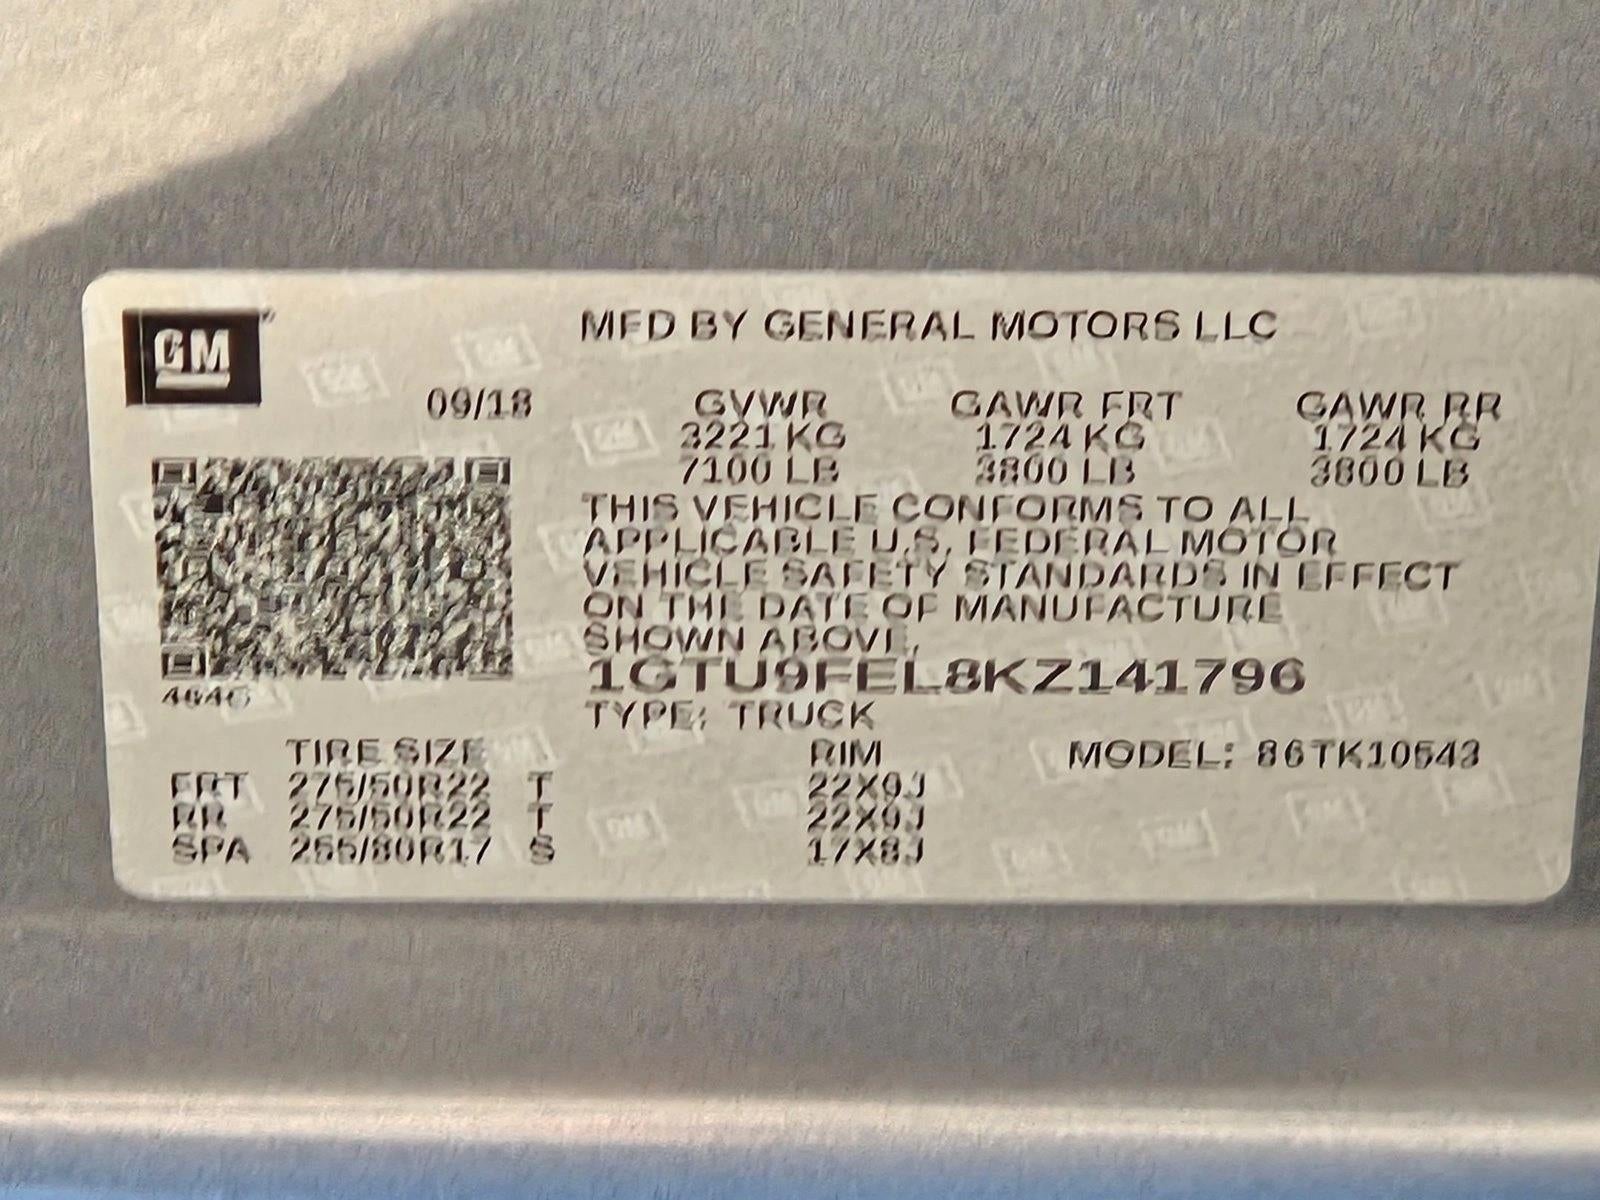 GM
MFD BY GENERAL MOTORS LLC
09/18 GVWR GAWR FRT GAWR RR
3221 KG 1724 KG 1724 KG
7100 LB 3800 LB 3800 LB
THIS VEHICLE CONFORMS TO ALL
APPLICABLE U.S. FEDERAL MOTOR
VEHICLE SAFETY STANDARDS IN EFFECT
ON THE DATE OF MANUFACTURE
SHOWN ABOVE.
1GTU9FEL8KZ141796
TYPE: TRUCK
TIRE SIZE RIM MODEL: 86TK10543
FRT 275/50R22 T 22X9J
RR 275/50R22 T 22X9J
SPA 255/80R17 S 17X8J